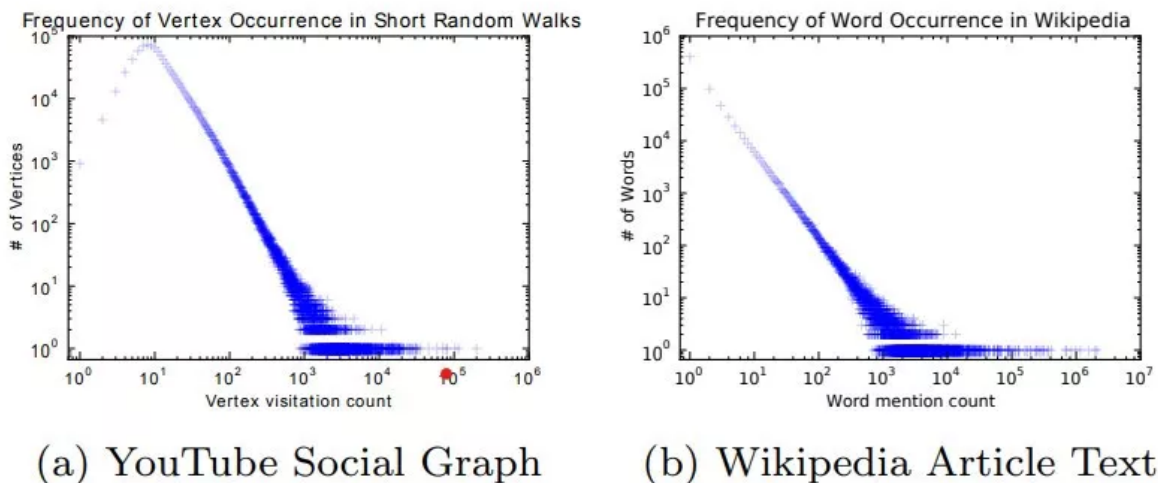 Frequency of Vertex Occurrence in Short Random Walks
10^5
10^4
10^3
10^2
10^1
10^0
# of Vertices
10^0 10^1 10^2 10^3 10^4 10^5 10^6
Vertex visitation count
(a) YouTube Social Graph
Frequency of Word Occurrence in Wikipedia
10^6
10^5
10^4
10^3
10^2
10^1
10^0
# of Words
10^0 10^1 10^2 10^3 10^4 10^5 10^6 10^7
Word mention count
(b) Wikipedia Article Text